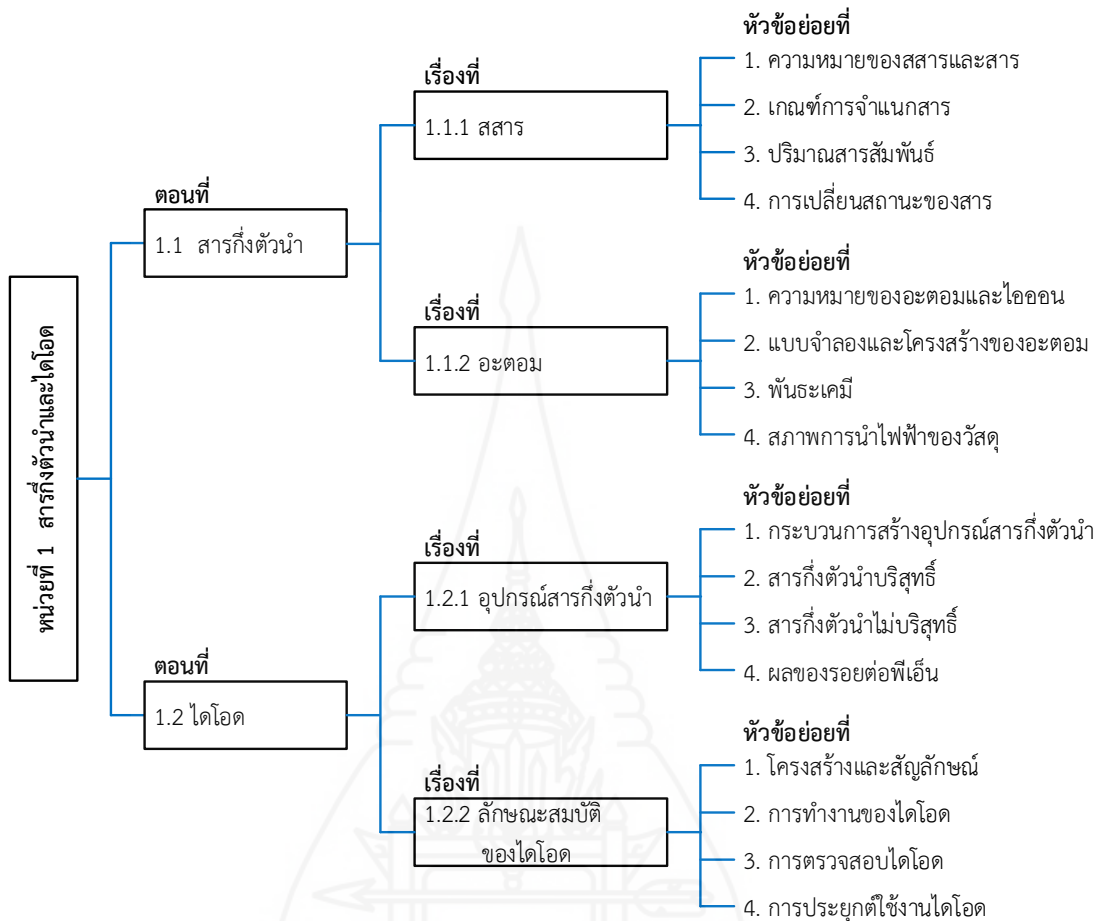 หน่วยที่ 1 สารกึ่งตัวนำและไดโอด
ตอนที่
1.1 สารกึ่งตัวนำ
เรื่องที่
1.1.1 สสาร
หัวข้อย่อยที่
1. ความหมายของสสารและสาร
2. เกณฑ์การจำแนกสาร
3. ปริมาณสารสัมพันธ์
4. การเปลี่ยนสถานะของสาร
เรื่องที่
1.1.2 อะตอม
หัวข้อย่อยที่
1. ความหมายของอะตอมและไอออน
2. แบบจำลองและโครงสร้างของอะตอม
3. พันธะเคมี
4. สภาพการนำไฟฟ้าของวัสดุ
ตอนที่
1.2 ไดโอด
เรื่องที่
1.2.1 อุปกรณ์สารกึ่งตัวนำ
หัวข้อย่อยที่
1. กระบวนการสร้างอุปกรณ์สารกึ่งตัวนำ
2. สารกึ่งตัวนำบริสุทธิ์
3. สารกึ่งตัวนำไม่บริสุทธิ์
4. ผลของรอยต่อพีเอ็น
เรื่องที่
1.2.2 ลักษณะสมบัติ
ของไดโอด
หัวข้อย่อยที่
1. โครงสร้างและสัญลักษณ์
2. การทำงานของไดโอด
3. การตรวจสอบไดโอด
4. การประยุกต์ใช้งานไดโอด